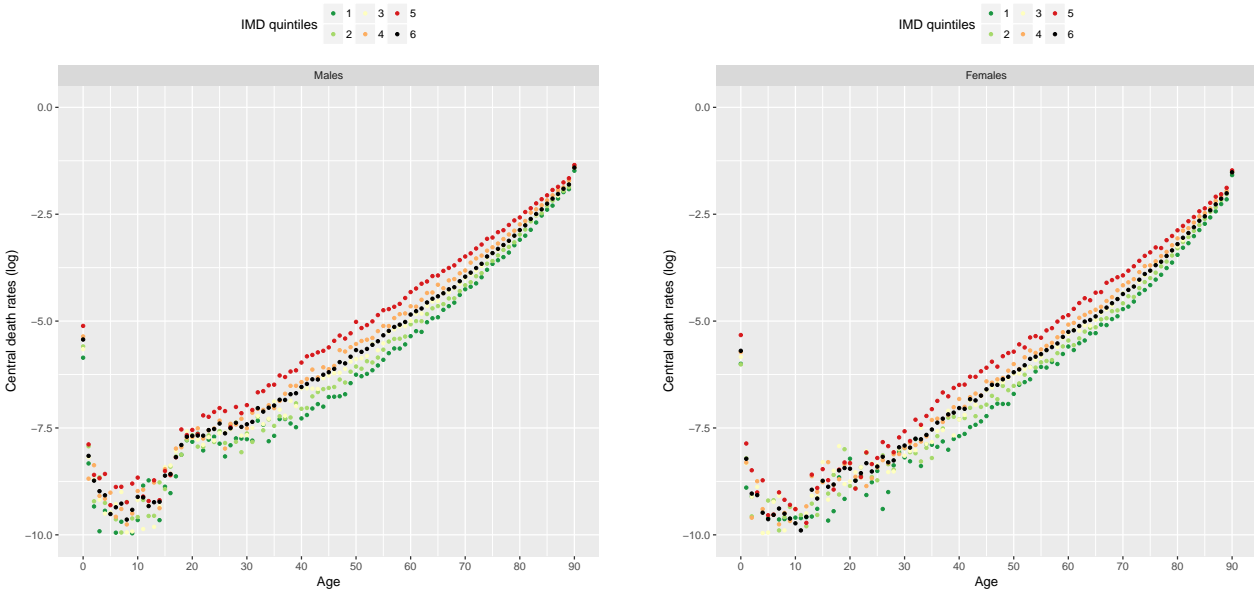 IMD quintiles 1 3 5
2 4 6
Males
Central death rates (log)
0.0
−2.5
−5.0
−7.5
−10.0
0 10 20 30 40 50 60 70 80 90
Age
IMD quintiles 1 3 5
2 4 6
Females
Central death rates (log)
0.0
−2.5
−5.0
−7.5
−10.0
0 10 20 30 40 50 60 70 80 90
Age